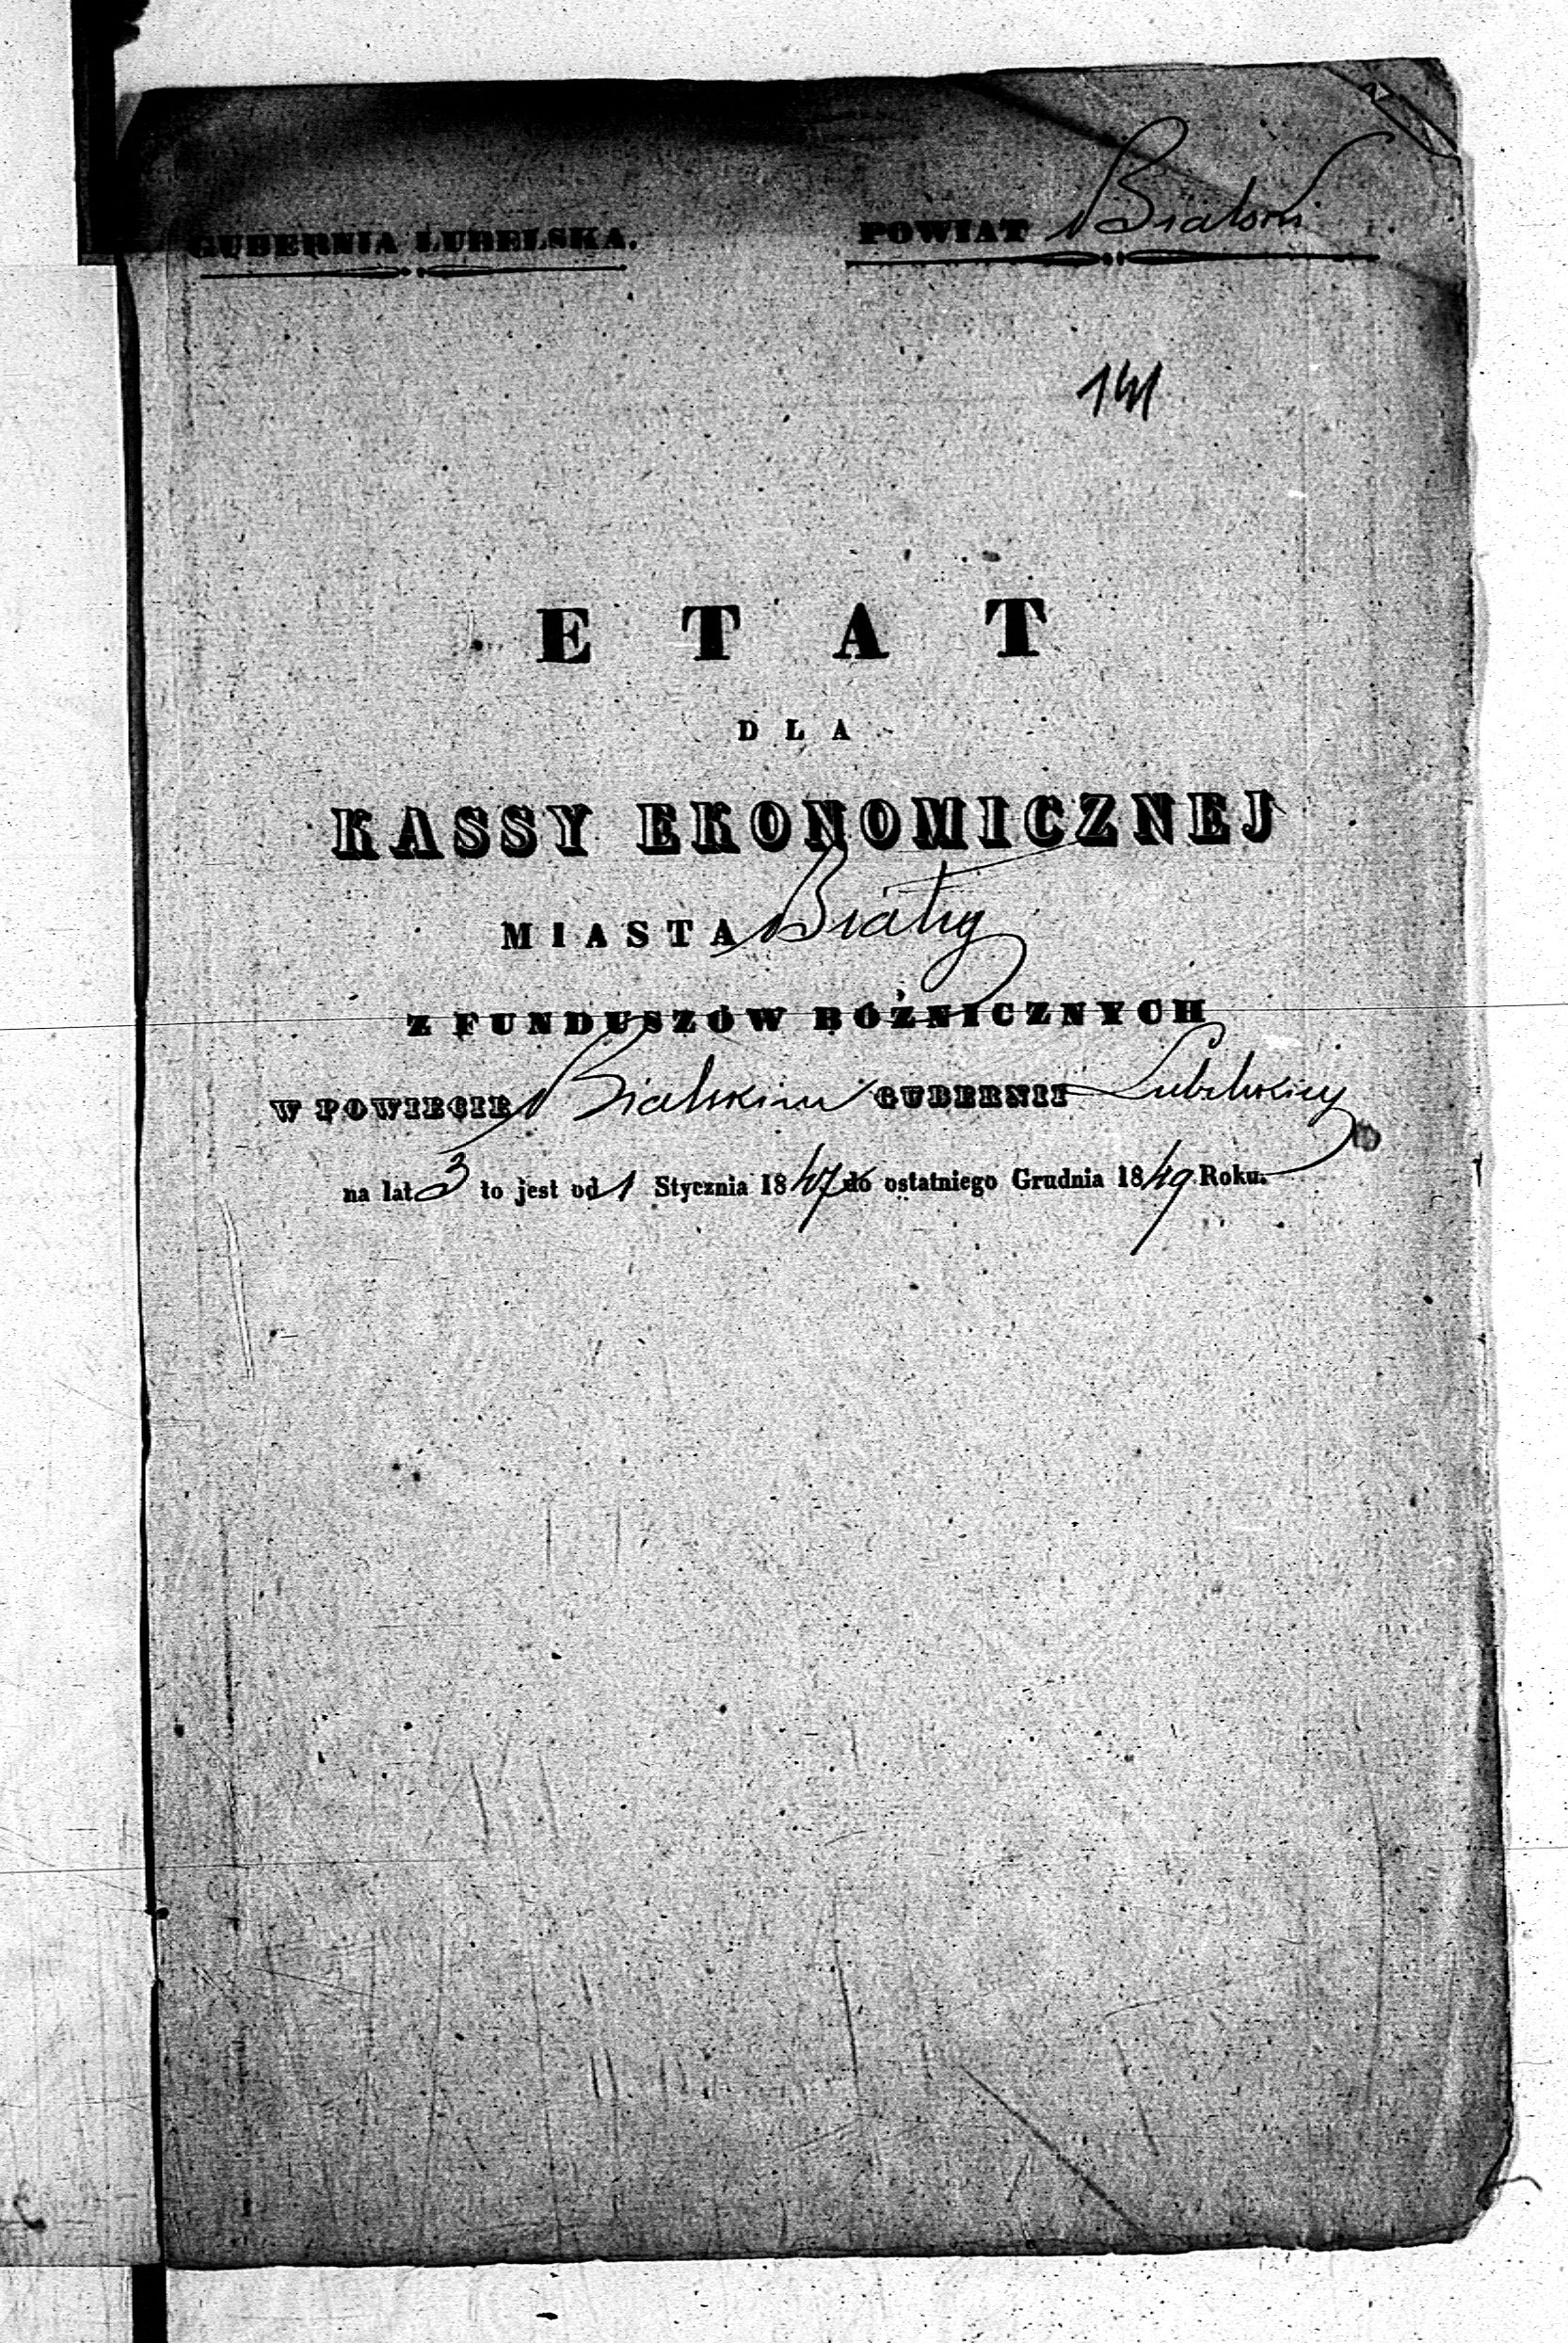 GUBERNIA LUBELSKA. POWIAT Bialski
141
ETAT
DLA
KASSY EKONOMICZNEJ
MIASTA Biały
Z FUNDUSZÓW BÓŻNICZNYCH
W POWIECIE Bialskim GUBERNII Lubelskiey
na lat 3 to jest od 1 Stycznia 1847 do ostatniego Grudnia 1849 Roku.